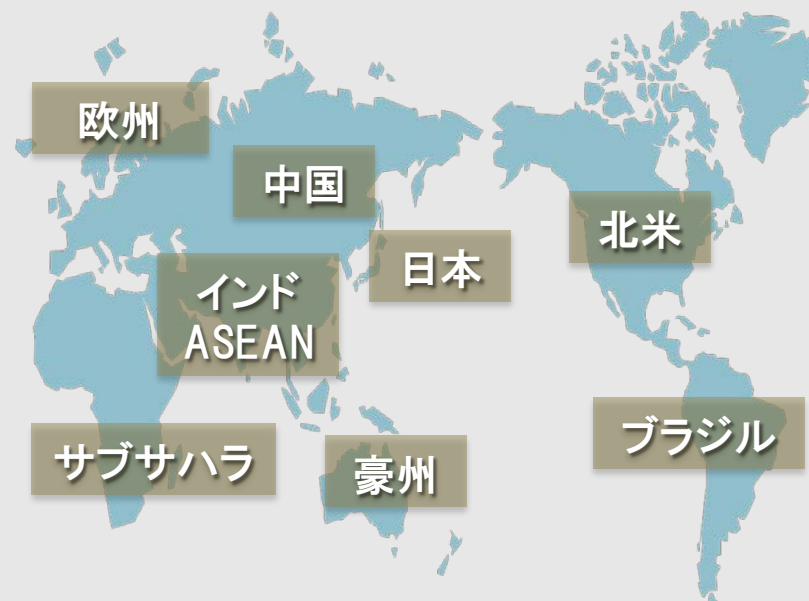 欧州
中国
北米
日本
インド
ASEAN
ブラジル
サブサハラ
豪州